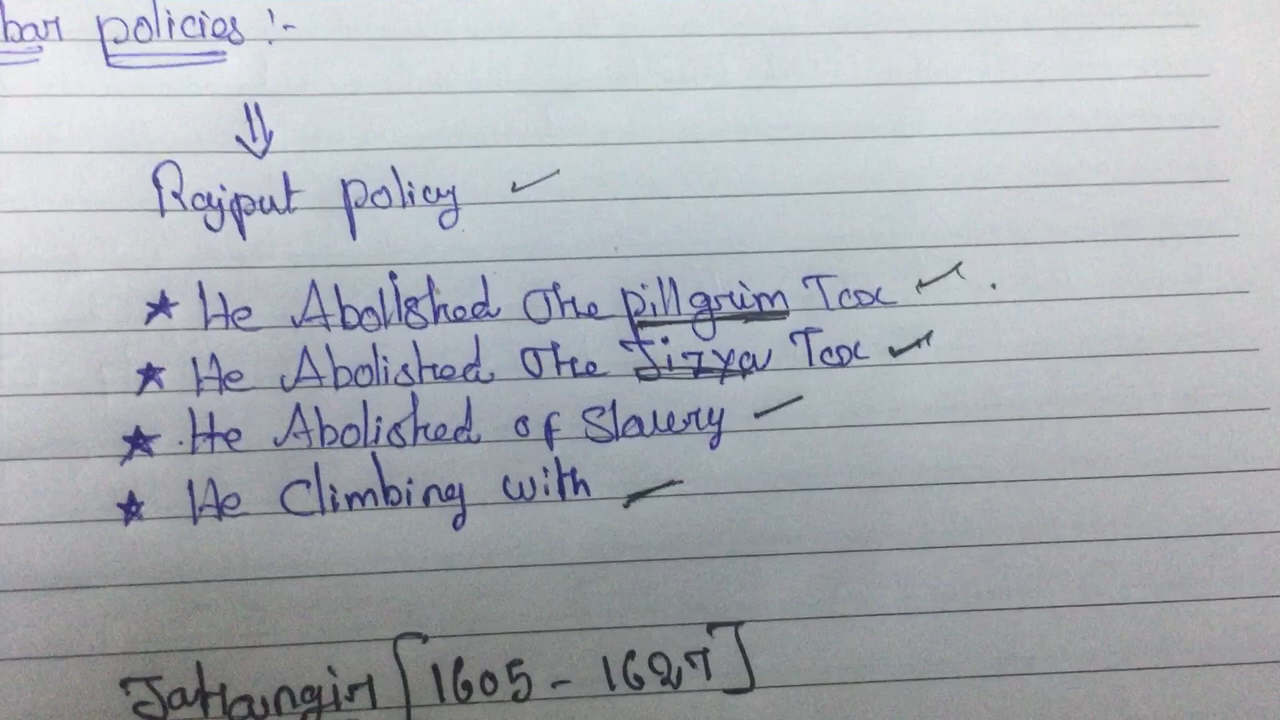 bar policies :-
Rajput policy
He Abolished The pillgrim Tax
He Abolished The Jizya Tax
He Abolished of Slavery
He Climbing with
Jahangir [1605 - 1627]